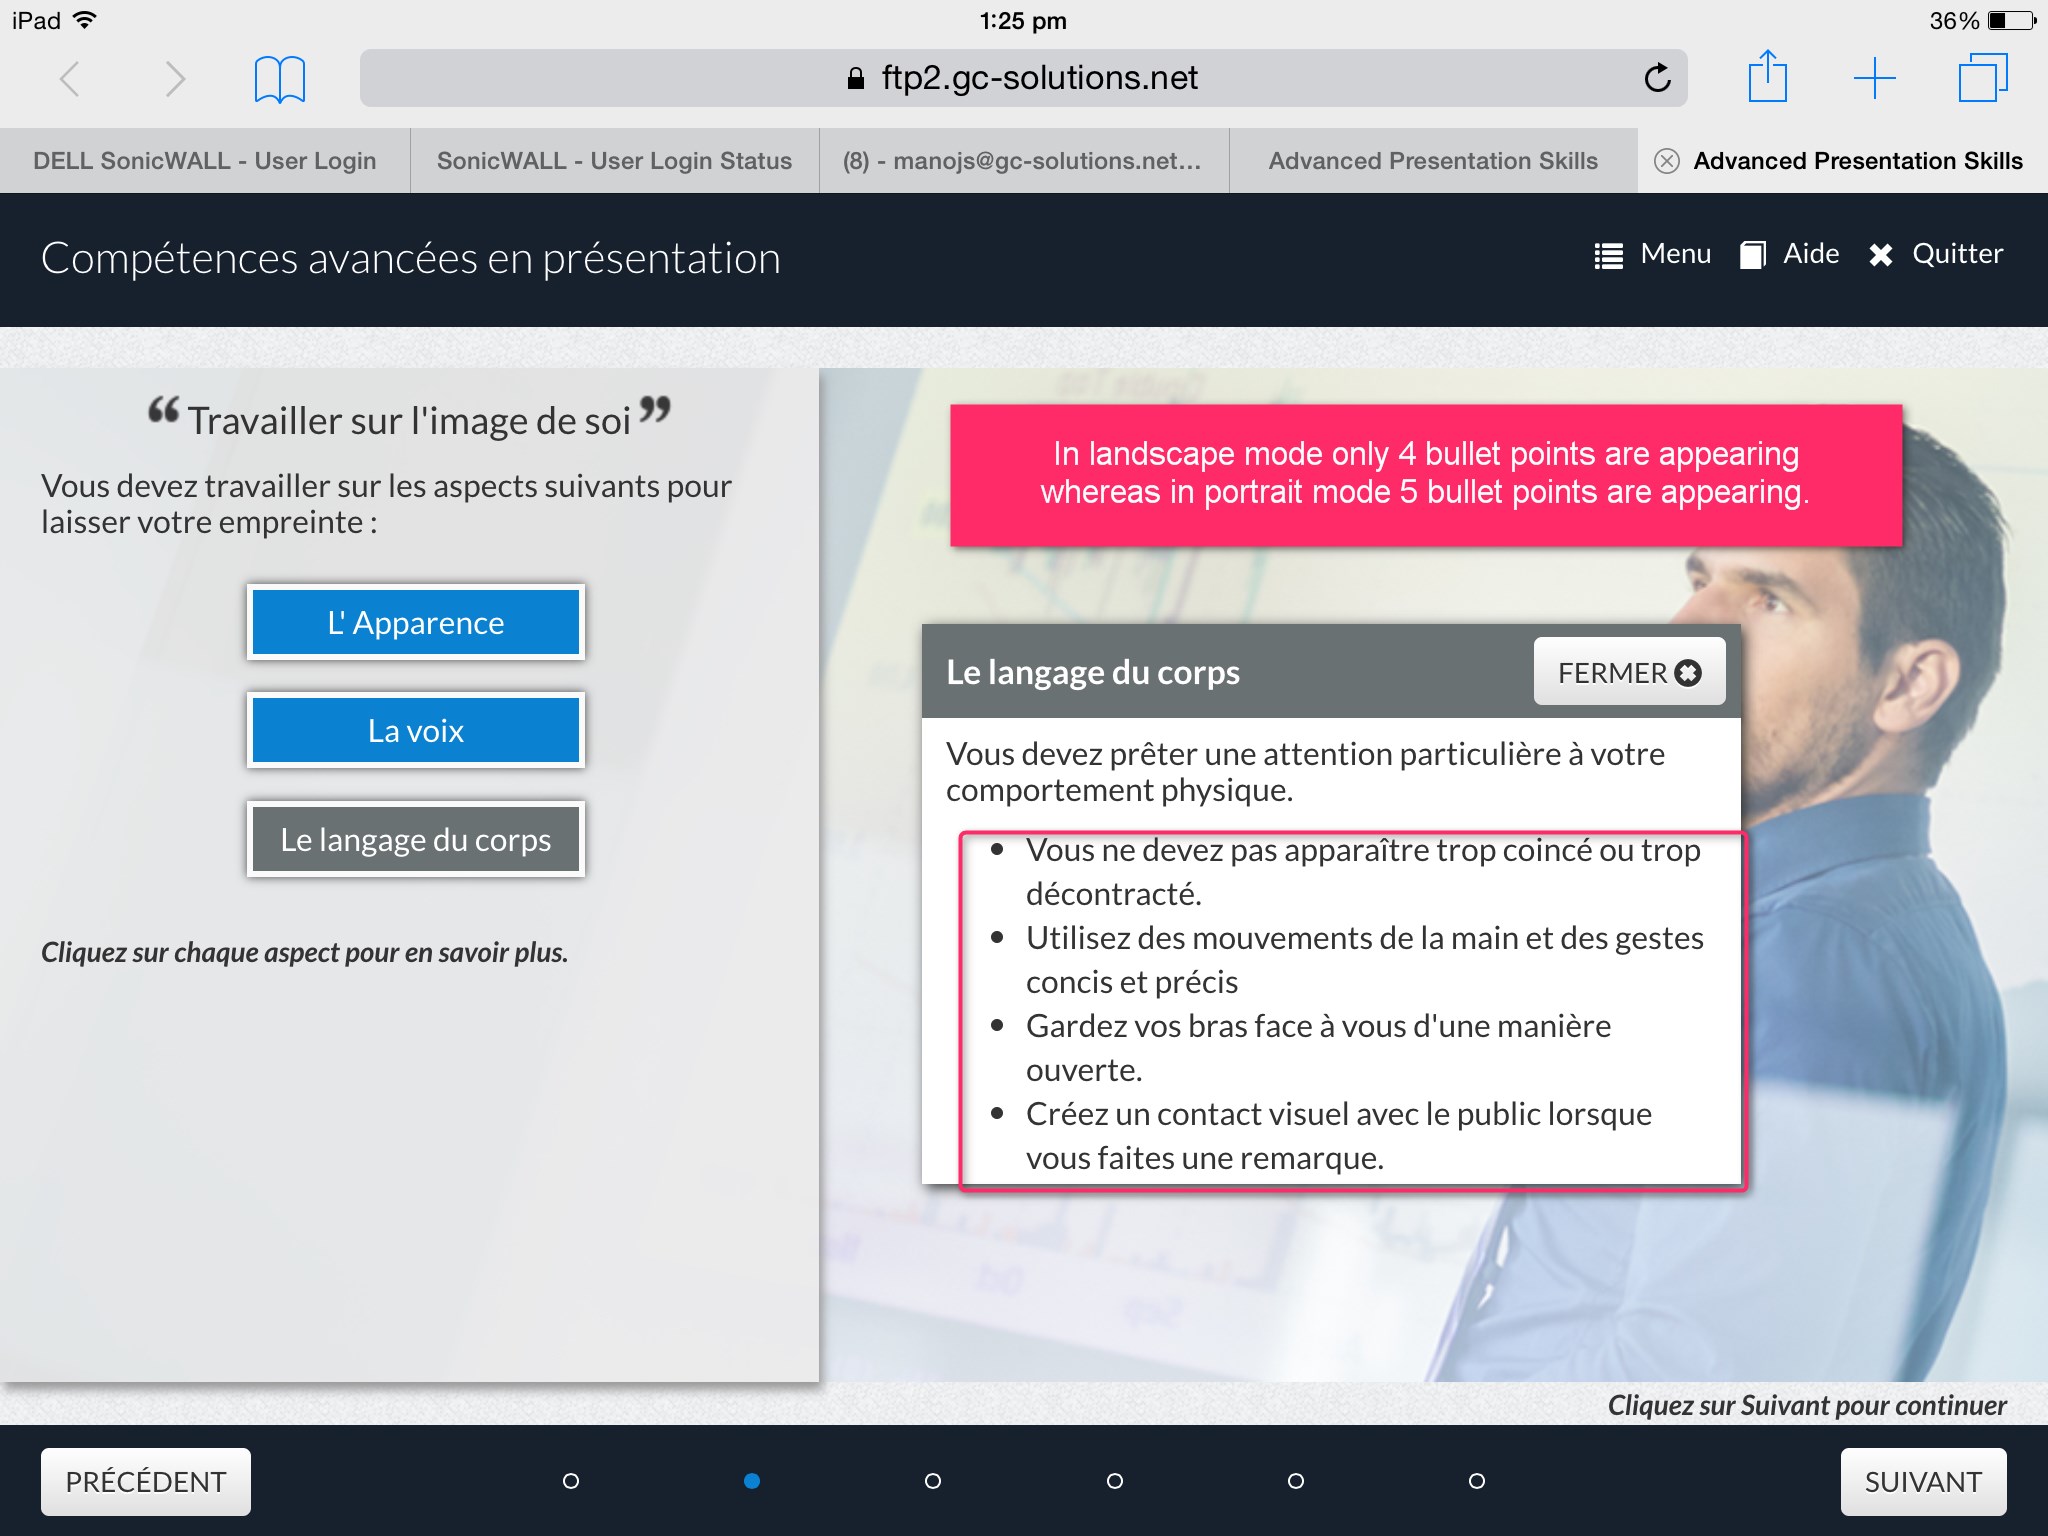 iPad
1:25 pm
36%
ftp2.gc-solutions.net
DELL SonicWALL - User Login
SonicWALL - User Login Status
(8) - manojs@gc-solutions.net...
Advanced Presentation Skills
Advanced Presentation Skills
Compétences avancées en présentation
Menu
Aide
Quitter
“ Travailler sur l'image de soi ”
Vous devez travailler sur les aspects suivants pour
laisser votre empreinte :
L' Apparence
La voix
Le langage du corps
Cliquez sur chaque aspect pour en savoir plus.
In landscape mode only 4 bullet points are appearing
whereas in portrait mode 5 bullet points are appearing.
Le langage du corps
FERMER
Vous devez prêter une attention particulière à votre
comportement physique.
• Vous ne devez pas apparaître trop coincé ou trop
décontracté.
• Utilisez des mouvements de la main et des gestes
concis et précis
• Gardez vos bras face à vous d'une manière
ouverte.
• Créez un contact visuel avec le public lorsque
vous faites une remarque.
Cliquez sur Suivant pour continuer
PRÉCÉDENT
SUIVANT